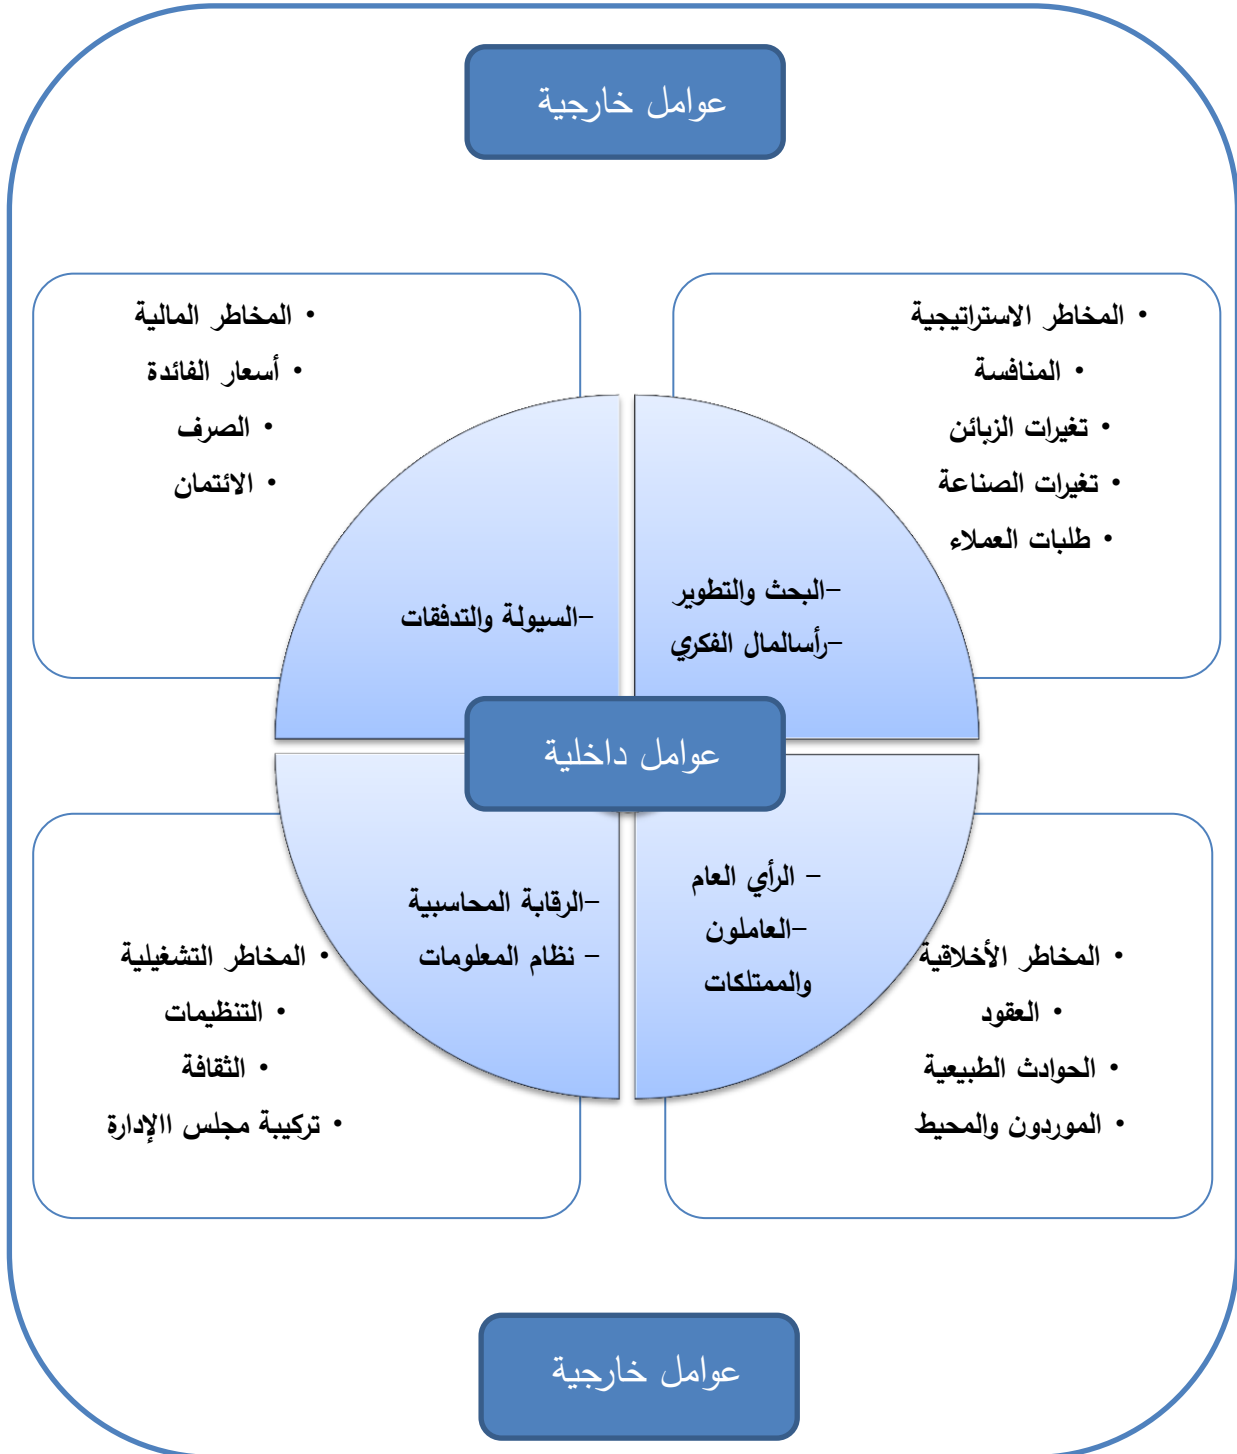 عوامل خارجية
• المخاطر الاستراتيجية
• المنافسة
• تغيرات الزبائن
• تغيرات الصناعة
• طلبات العملاء
• المخاطر المالية
• أسعار الفائدة
• الصرف
• الائتمان
-البحث والتطوير
-رأسالمال الفكري
-السيولة والتدفقات
عوامل داخلية
- الرأي العام
-العاملون
والممتلكات
-الرقابة المحاسبية
- نظام المعلومات
• المخاطر الأخلاقية
• العقود
• الحوادث الطبيعية
• الموردون والمحيط
• المخاطر التشغيلية
• التنظيمات
• الثقافة
• تركيبة مجلس االإدارة
عوامل خارجية